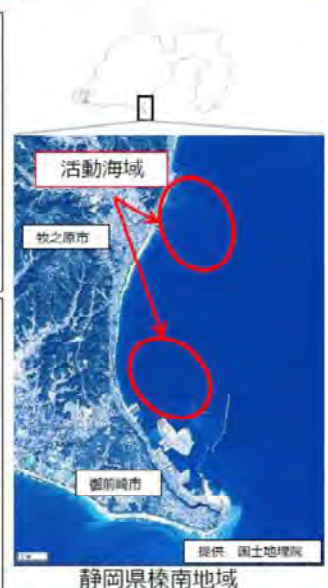 活動海域
牧之原市
御前崎市
提供 国土地理院
静岡県榛南地域